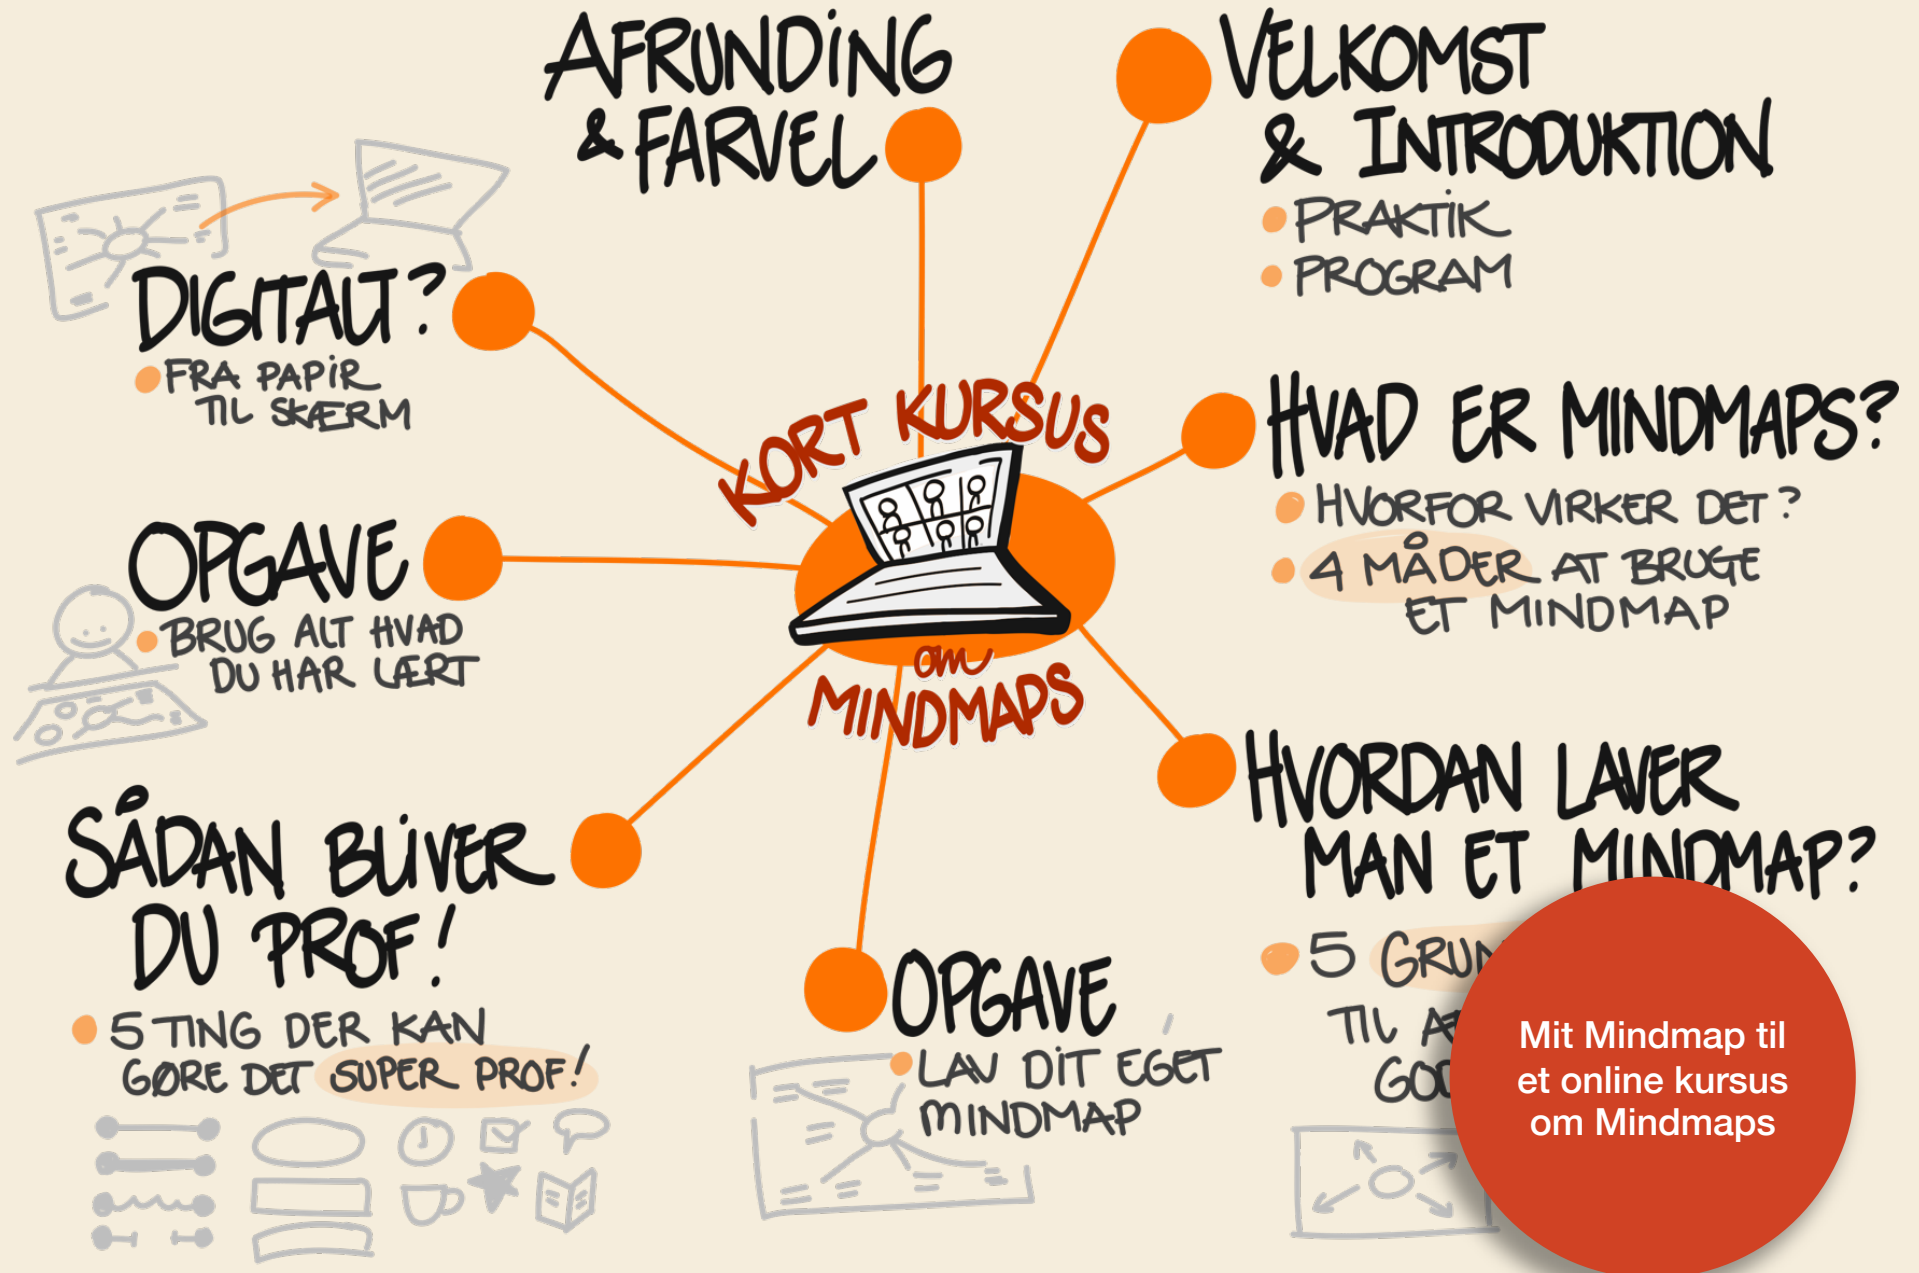 KORT KURSUS
om
MINDMAPS
VELKOMST
& INTRODUKTION
PRAKTIK
PROGRAM
HVAD ER MINDMAPS?
HVORFOR VIRKER DET?
4 MÅDER AT BRUGE
ET MINDMAP
HVORDAN LAVER
MAN ET MINDMAP?
5
TIL
OPGAVE
LAV DIT EGET
MINDMAP
SÅDAN BLIVER
DU PROF!
5 TING DER KAN
GØRE DET SUPER PROF!
OPGAVE
BRUG ALT HVAD
DU HAR LÆRT
DIGITALT?
FRA PAPIR
TIL SKÆRM
AFRUNDING
& FARVEL
Mit Mindmap til
et online kursus
om Mindmaps